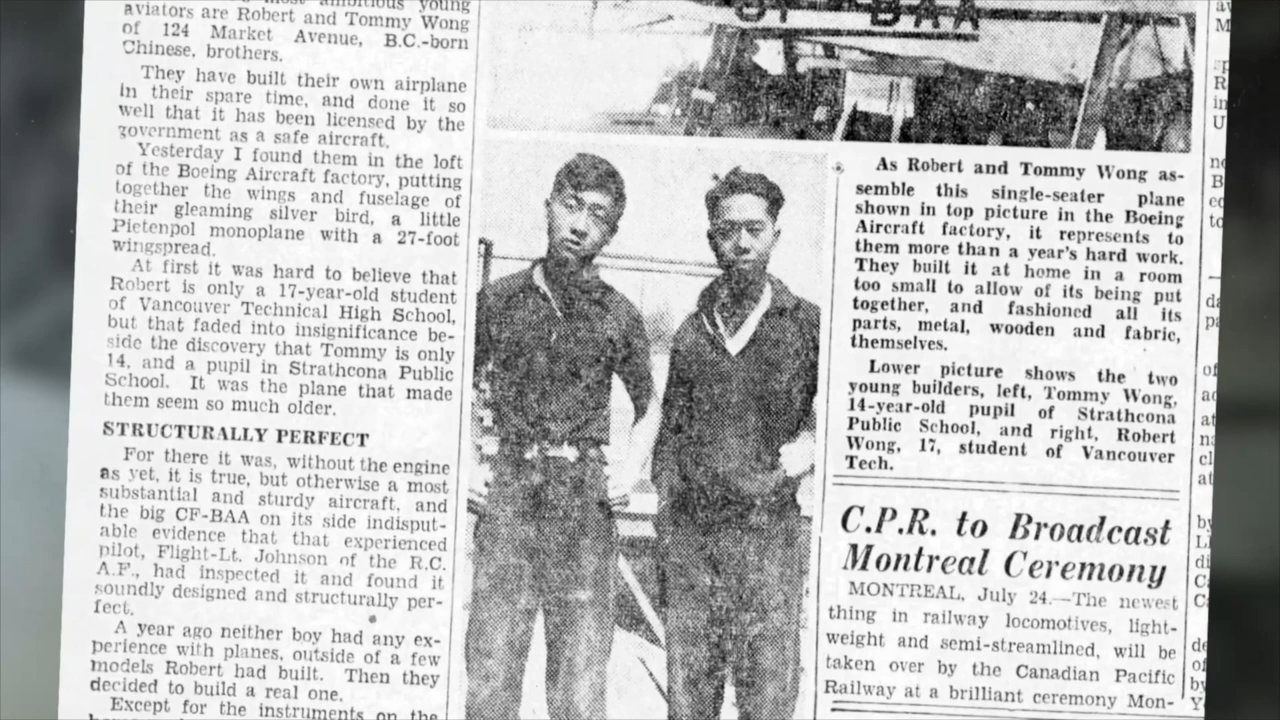 most ambitious young
aviators are Robert and Tommy Wong
of 124 Market Avenue, B.C.-born
Chinese, brothers.
They have built their own airplane
in their spare time, and done it so
well that it has been licensed by the
government as a safe aircraft.
Yesterday I found them in the loft
of the Boeing Aircraft factory, putting
together the wings and fuselage of
their gleaming silver bird, a little
Pietenpol monoplane with a 27-foot
wingspread.
At first it was hard to believe that
Robert is only a 17-year-old student
of Vancouver Technical High School,
but that faded into insignificance be-
side the discovery that Tommy is only
14, and a pupil in Strathcona Public
School. It was the plane that made
them seem so much older.
STRUCTURALLY PERFECT
For there it was, without the engine
as yet, it is true, but otherwise a most
substantial and sturdy aircraft, and
the big CF-BAA on its side indisput-
able evidence that that experienced
pilot, Flight-Lt. Johnson of the R.C.
A.F., had inspected it and found it
soundly designed and structurally per-
fect.
A year ago neither boy had any ex-
perience with planes, outside of a few
models Robert had built. Then they
decided to build a real one.
Except for the instruments on the
CF-BAA
As Robert and Tommy Wong as-
semble this single-seater plane
shown in top picture in the Boeing
Aircraft factory, it represents to
them more than a year's hard work.
They built it at home in a room
too small to allow of its being put
together, and fashioned all its
parts, metal, wooden and fabric,
themselves.
Lower picture shows the two
young builders, left, Tommy Wong,
14-year-old pupil of Strathcona
Public School, and right, Robert
Wong, 17, student of Vancouver
Tech.
C.P.R. to Broadcast
Montreal Ceremony
MONTREAL, July 24.—The newest
thing in railway locomotives, light-
weight and semi-streamlined, will be
taken over by the Canadian Pacific
Railway at a brilliant ceremony Mon-